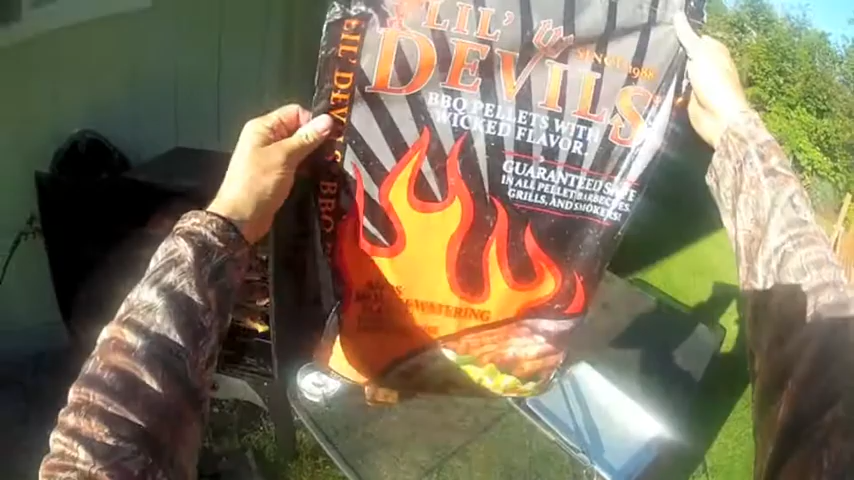 LIL'
DEVILS
SINCE 1988
BBQ PELLETS WITH
WICKED FLAVOR
GUARANTEED SAFE
IN ALL PELLET BARBECUES,
GRILLS, AND SMOKERS!
LIL' DEVILS BBQ
WATERING